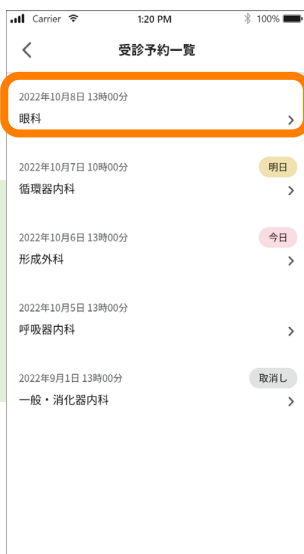 Carrier 1:20 PM 100%
受診予約一覧
2022年10月8日 13時00分
眼科
2022年10月7日 10時00分 明日
循環器内科
2022年10月6日 13時00分 今日
形成外科
2022年10月5日 13時00分
呼吸器内科
2022年9月1日 13時00分 取消し
一般・消化器内科